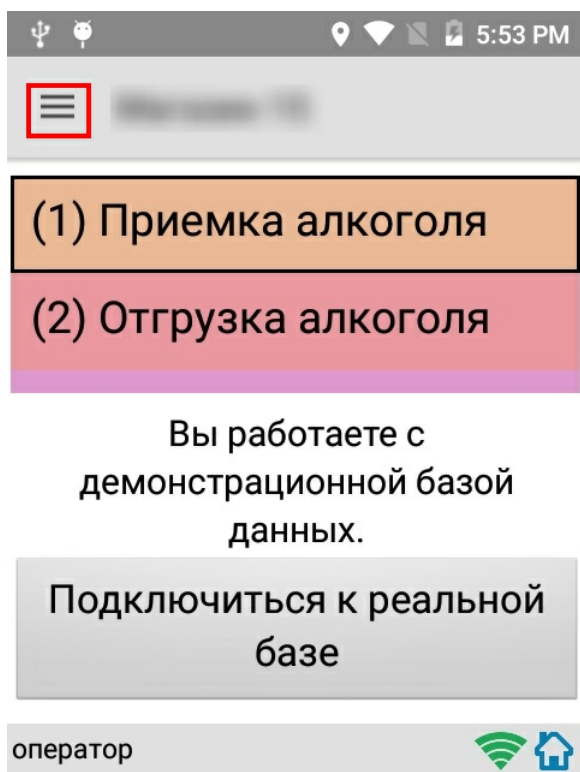 5:53 PM
(1) Приемка алкоголя
(2) Отгрузка алкоголя
Вы работаете с
демонстрационной базой
данных.
Подключиться к реальной
базе
оператор